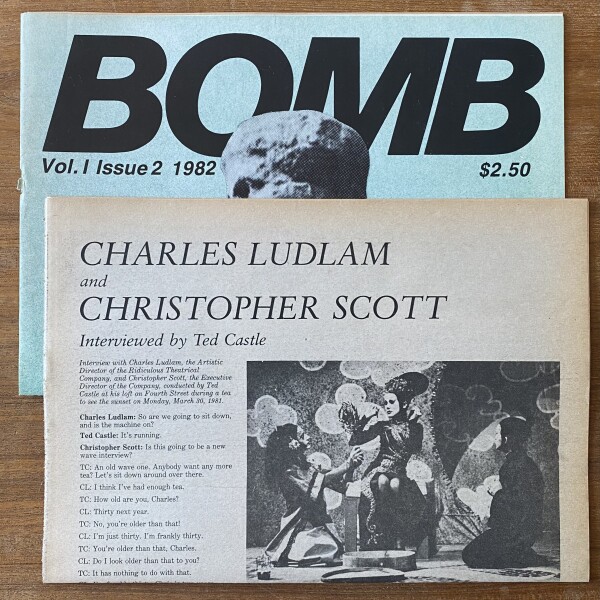 BOMB
Vol. I Issue 2 1982
$2.50
CHARLES LUDLAM
and
CHRISTOPHER SCOTT
Interviewed by Ted Castle
Interview with Charles Ludlam, the Artistic
Director of the Ridiculous Theatrical
Company, and Christopher Scott, the Executive
Director of the Company, conducted by Ted
Castle at his loft on Fourth Street during a tea
to see the sunset on Monday, March 30, 1981.
Charles Ludlam: So are we going to sit down,
and is the machine on?
Ted Castle: It's running.
Christopher Scott: Is this going to be a new
wave interview?
TC: An old wave one. Anybody want any more
tea? Let's sit down around over there.
CL: I think I've had enough tea.
TC: How old are you, Charles?
CL: Thirty next year.
TC: No, you're older than that!
CL: I'm just thirty. I'm frankly thirty.
TC: You're older than that, Charles.
CL: Do I look older than that to you?
TC: It has nothing to do with that.